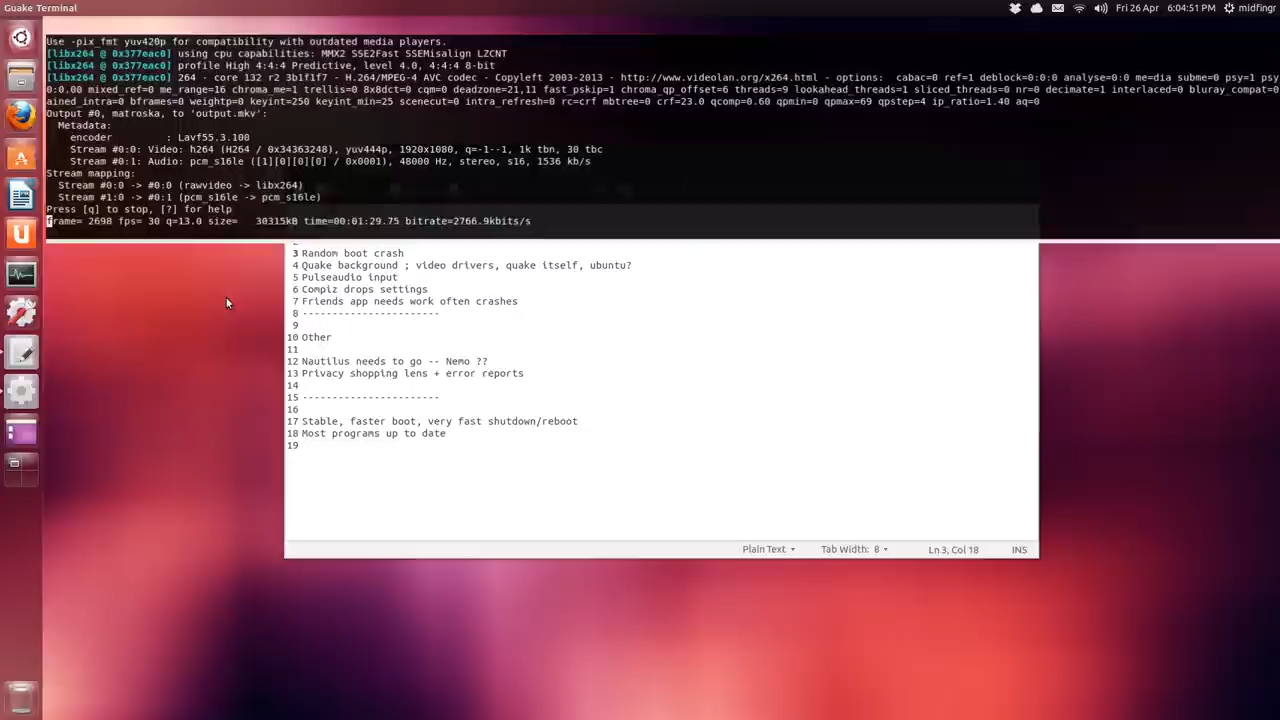 Guake Terminal
Fri 26 Apr 6:04:51 PM midfingr
Use -pix_fmt yuv420p for compatibility with outdated media players.
[libx264 @ 0x377eac0] using cpu capabilities: MMX2 SSE2Fast SSEMisalign LZCNT
[libx264 @ 0x377eac0] profile High 4:4:4 Predictive, level 4.0, 4:4:4 8-bit
[libx264 @ 0x377eac0] 264 - core 132 r2 3b1f1f7 - H.264/MPEG-4 AVC codec - Copyleft 2003-2013 - http://www.videolan.org/x264.html - options: cabac=0 ref=1 deblock=0:0:0 analyse=0:0 me=dia subme=0 psy=1 p
0:0.00 mixed_ref=0 me_range=16 chroma_me=1 trellis=0 8x8dct=0 cqm=0 deadzone=21,11 fast_pskip=1 chroma_qp_offset=6 threads=9 lookahead_threads=1 sliced_threads=0 nr=0 decimate=1 interlaced=0 bluray_compat=0
ained_intra=0 bframes=0 weightp=0 keyint=250 keyint_min=25 scenecut=0 intra_refresh=0 rc=crf mbtree=0 crf=23.0 qcomp=0.60 qpmin=0 qpmax=69 qpstep=4 ip_ratio=1.40 aq=0
Output #0, matroska, to 'output.mkv':
Metadata:
encoder : Lavf55.3.100
Stream #0:0: Video: h264 (H264 / 0x34363248), yuv444p, 1920x1080, q=-1--1, 1k tbn, 30 tbc
Stream #0:1: Audio: pcm_s16le ([1][0][0][0] / 0x0001), 48000 Hz, stereo, s16, 1536 kb/s
Stream mapping:
Stream #0:0 -> #0:0 (rawvideo -> libx264)
Stream #1:0 -> #0:1 (pcm_s16le -> pcm_s16le)
Press [q] to stop, [?] for help
frame= 2698 fps= 30 q=13.0 size= 30315kB time=00:01:29.75 bitrate=2766.9kbits/s
3 Random boot crash
4 Quake background ; video drivers, quake itself, ubuntu?
5 Pulseaudio input
6 Compiz drops settings
7 Friends app needs work often crashes
8 -----------------------
9
10 Other
11
12 Nautilus needs to go -- Nemo ??
13 Privacy shopping lens + error reports
14
15 -----------------------
16
17 Stable, faster boot, very fast shutdown/reboot
18 Most programs up to date
19
Plain Text Tab Width: 8 Ln 3, Col 18 INS